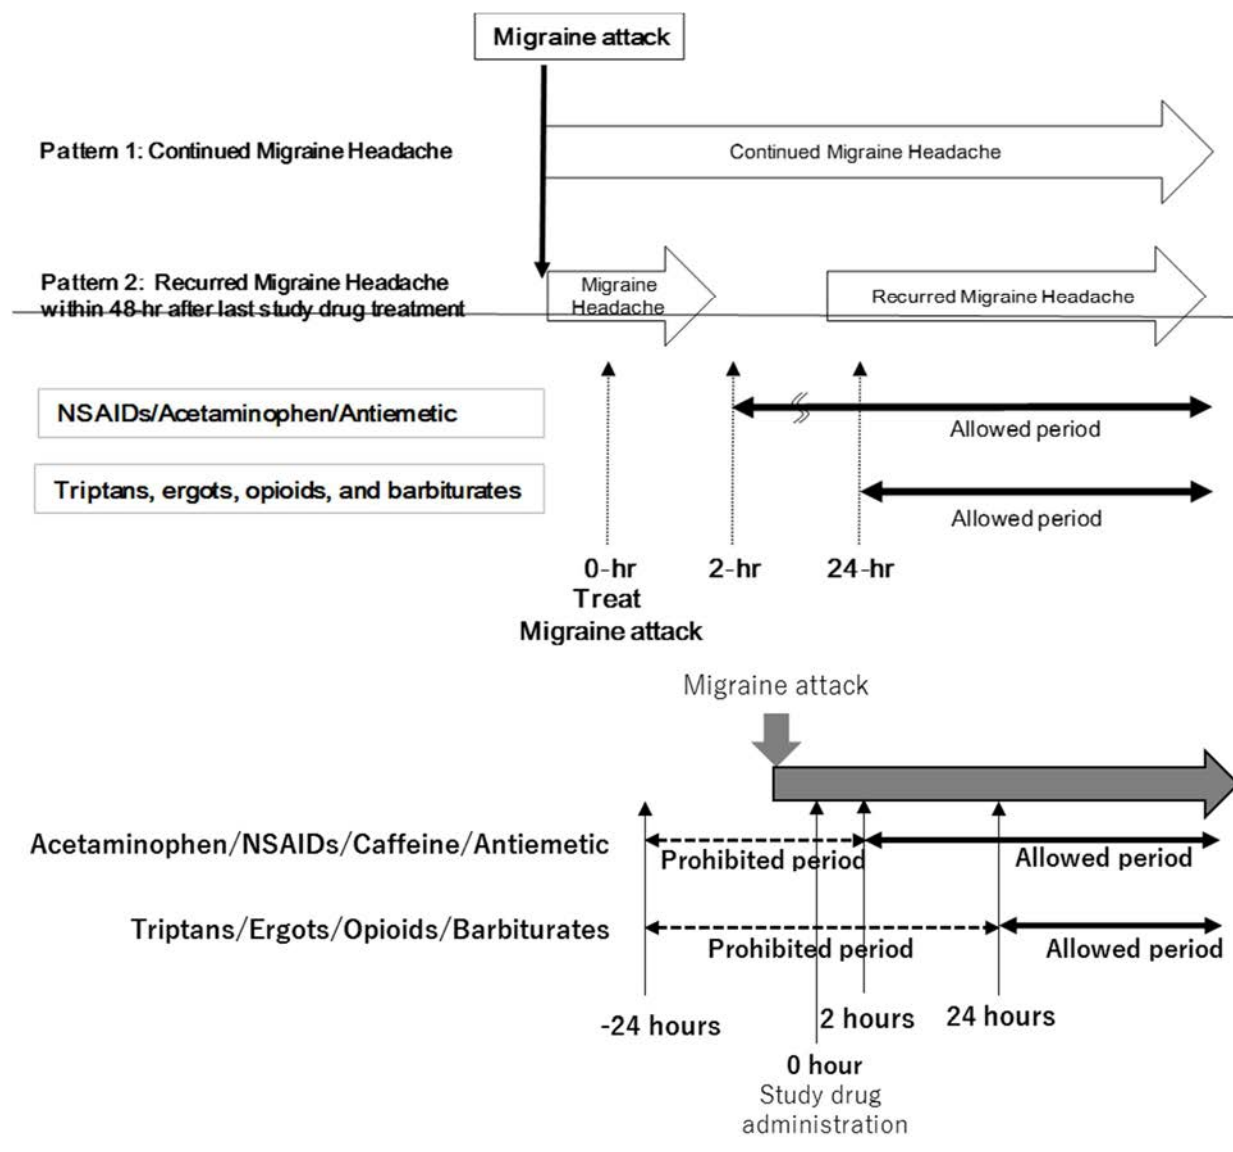 Migraine attack
Pattern 1: Continued Migraine Headache
Continued Migraine Headache
Pattern 2: Recurred Migraine Headache
within 48-hr after last study drug treatment
Migraine
Headache
Recurred Migraine Headache
NSAIDs/Acetaminophen/Antiemetic
Allowed period
Triptans, ergots, opioids, and barbiturates
Allowed period
0-hr
Treat
Migraine attack
2-hr
24-hr
Migraine attack
Acetaminophen/NSAIDs/Caffeine/Antiemetic
Prohibited period
Allowed period
Triptans/Ergots/Opioids/Barbiturates
Prohibited period
Allowed period
-24 hours
2 hours
24 hours
0 hour
Study drug
administration